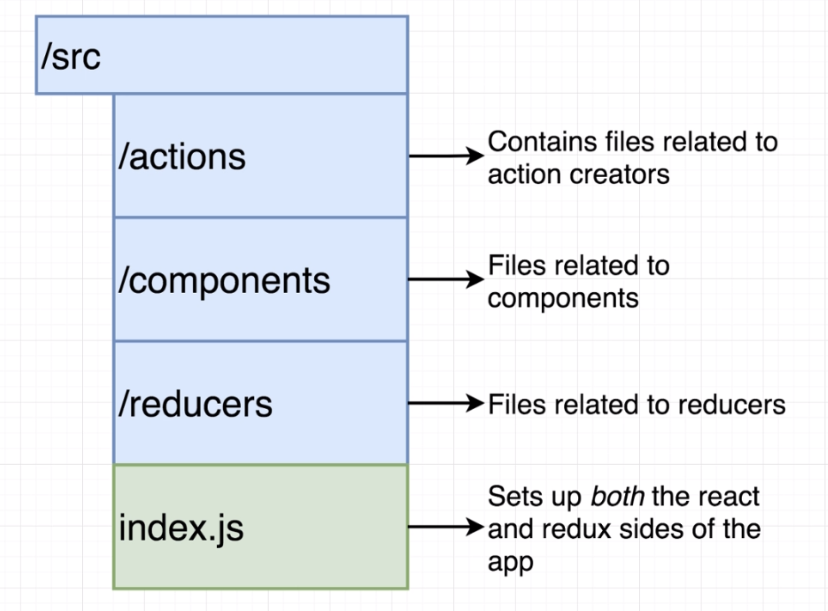 /src
/actions
Contains files related to
action creators
/components
Files related to
components
/reducers
Files related to reducers
index.js
Sets up both the react
and redux sides of the
app